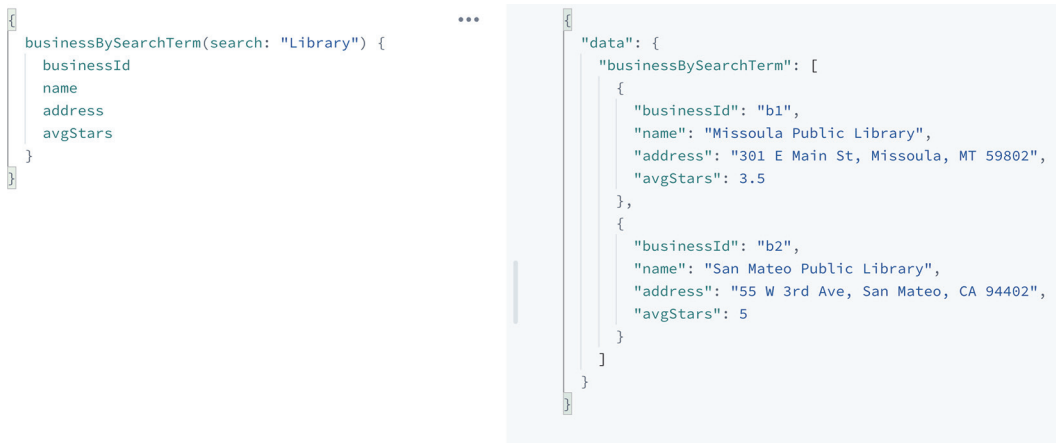 {
businessBySearchTerm(search: "Library") {
businessId
name
address
avgStars
}
}
{
"data": {
"businessBySearchTerm": [
{
"businessId": "b1",
"name": "Missoula Public Library",
"address": "301 E Main St, Missoula, MT 59802",
"avgStars": 3.5
},
{
"businessId": "b2",
"name": "San Mateo Public Library",
"address": "55 W 3rd Ave, San Mateo, CA 94402",
"avgStars": 5
}
]
}
}